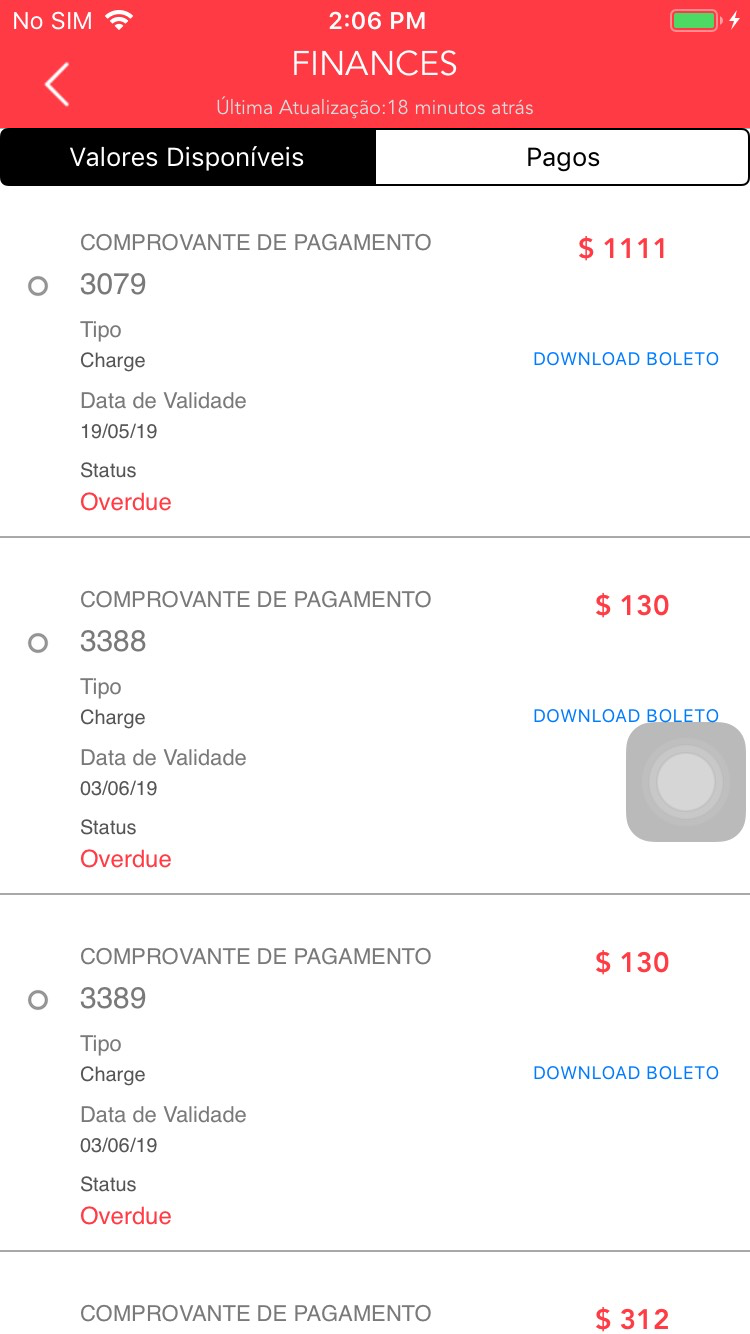 No SIM 2:06 PM
FINANCES
Última Atualização:18 minutos atrás
Valores Disponíveis Pagos
COMPROVANTE DE PAGAMENTO $ 1111
3079
Tipo
Charge DOWNLOAD BOLETO
Data de Validade
19/05/19
Status
Overdue
COMPROVANTE DE PAGAMENTO $ 130
3388
Tipo
Charge DOWNLOAD BOLETO
Data de Validade
03/06/19
Status
Overdue
COMPROVANTE DE PAGAMENTO $ 130
3389
Tipo
Charge DOWNLOAD BOLETO
Data de Validade
03/06/19
Status
Overdue
COMPROVANTE DE PAGAMENTO $ 312